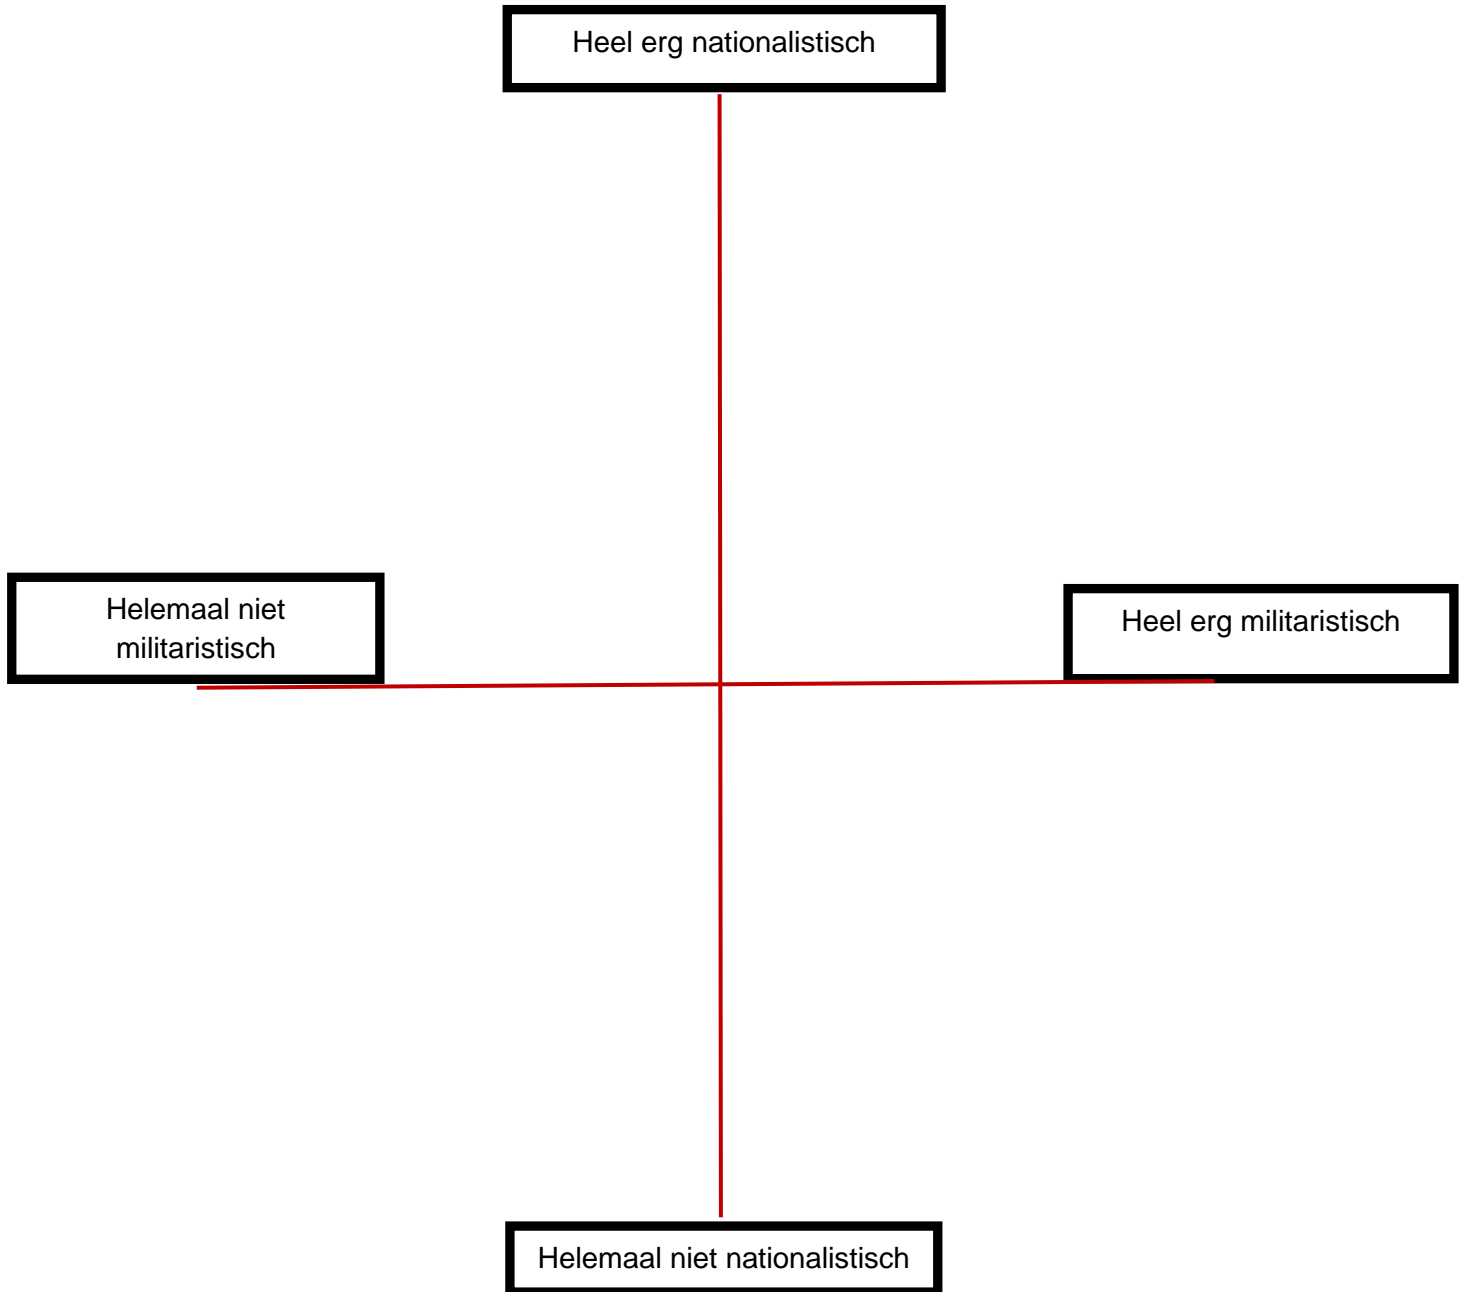 Heel erg nationalistisch
Helemaal niet
militaristisch
Heel erg militaristisch
Helemaal niet nationalistisch